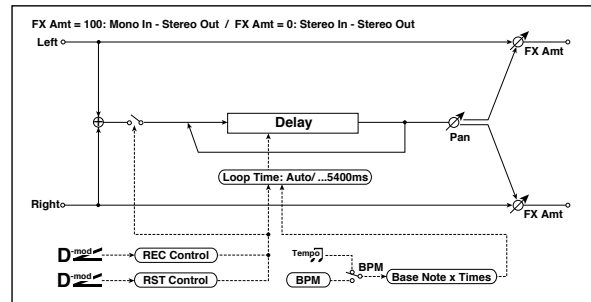 FX Amt = 100: Mono In - Stereo Out / FX Amt = 0: Stereo In - Stereo Out
Left
FX Amt
Delay
Pan
Loop Time: Auto/ ...5400ms
Right
FX Amt
D-mod
REC Control
Tempo
BPM
D-mod
RST Control
BPM
Base Note x Times